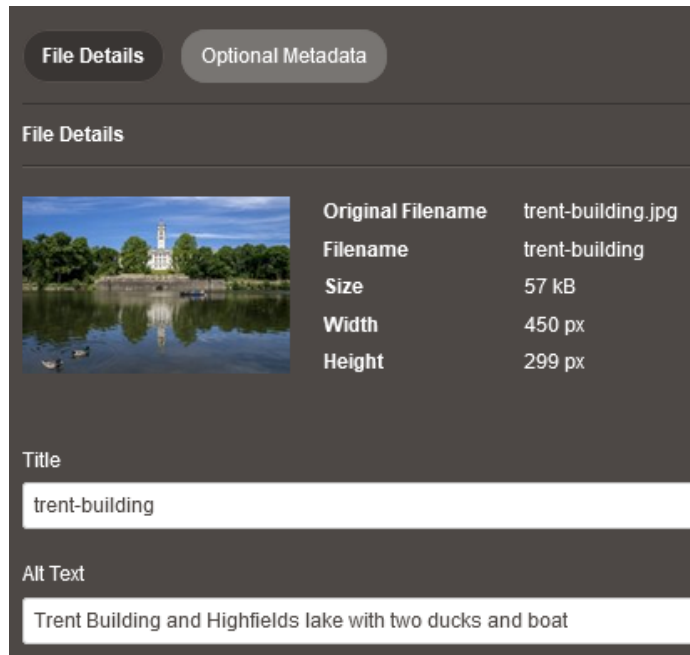 File Details Optional Metadata
File Details
Original Filename trent-building.jpg
Filename trent-building
Size 57 kB
Width 450 px
Height 299 px
Title
trent-building
Alt Text
Trent Building and Highfields lake with two ducks and boat